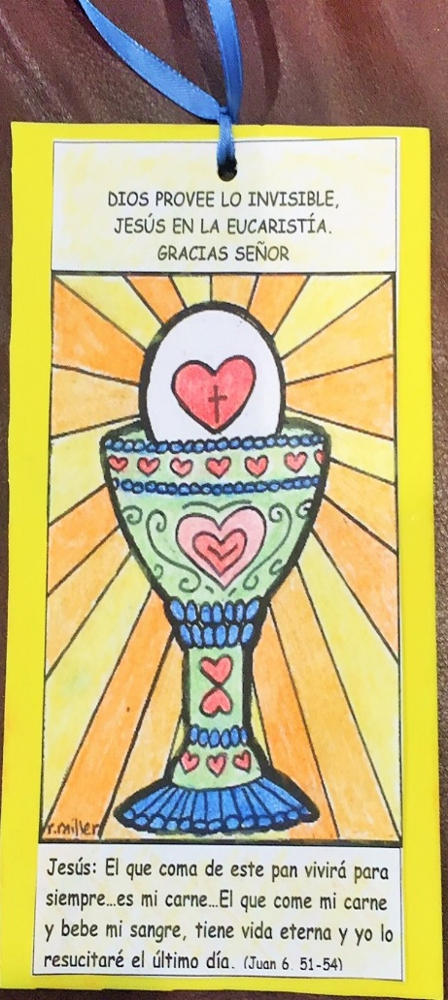 DIOS PROVEE LO INVISIBLE,
JESÚS EN LA EUCARISTÍA.
GRACIAS SEÑOR
r.miller
Jesús: El que coma de este pan vivirá para
siempre...es mi carne...El que come mi carne
y bebe mi sangre, tiene vida eterna y yo lo
resucitaré el último día. (Juan 6, 51-54)